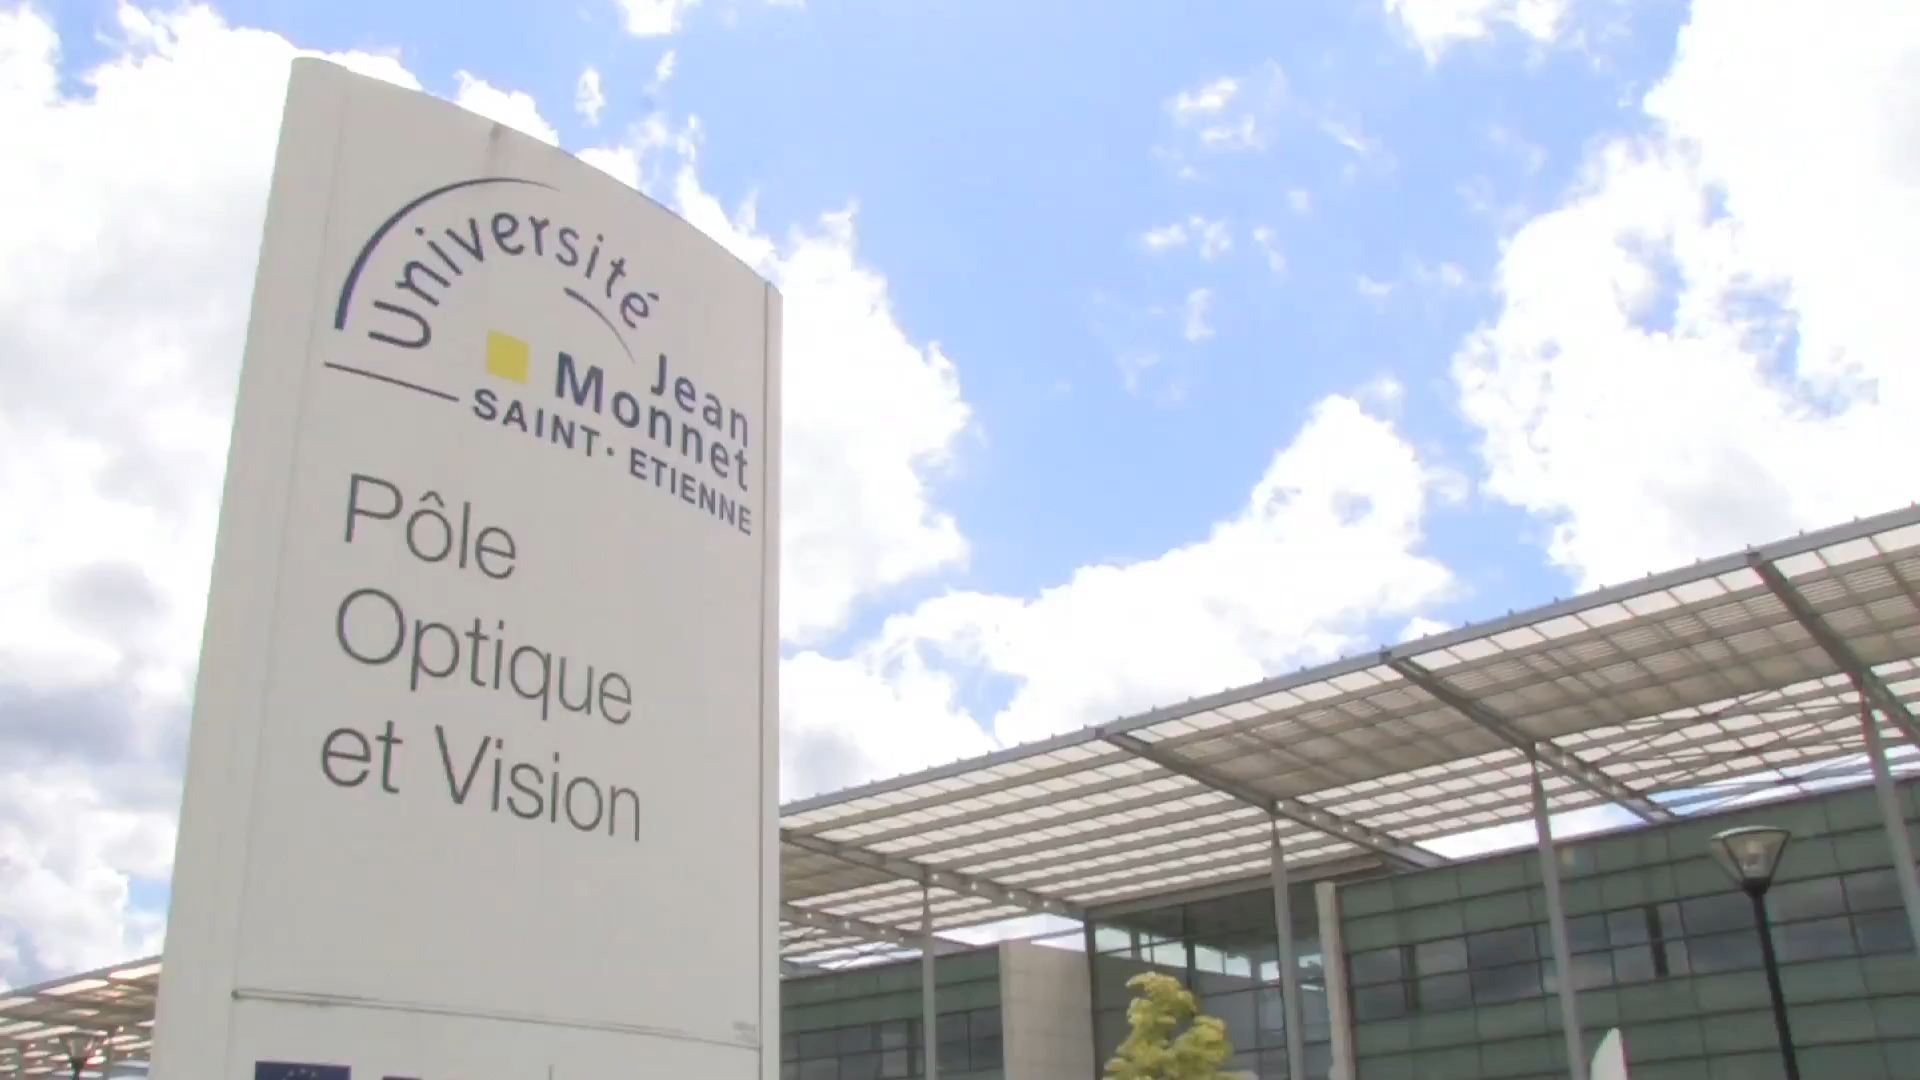 Université
Jean
Monnet
SAINT·ETIENNE
Pôle
Optique
et Vision